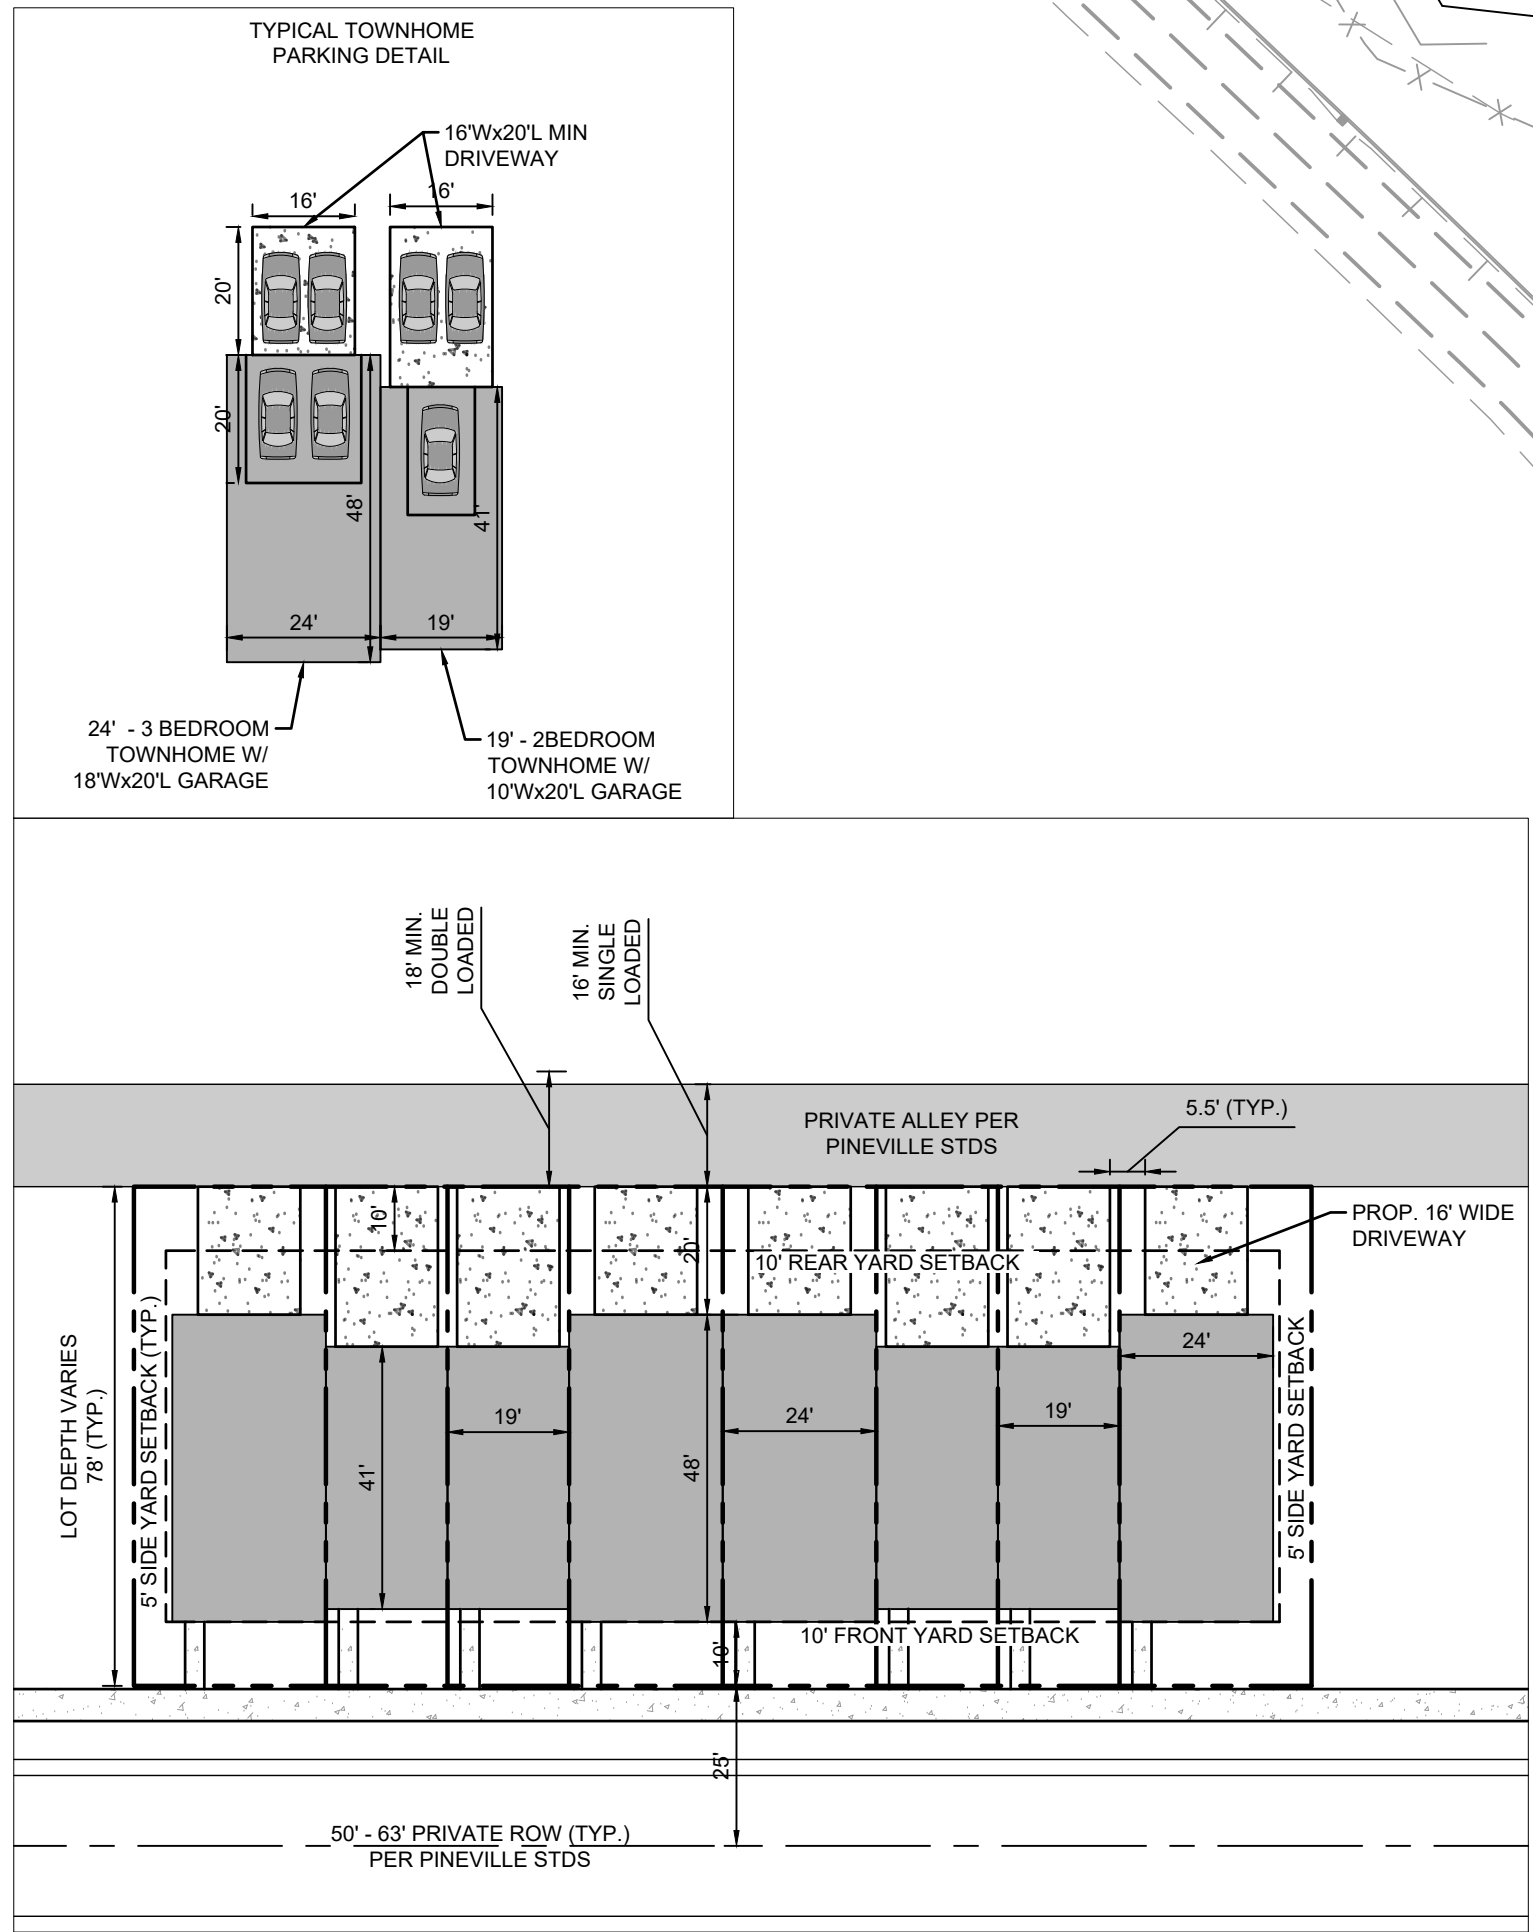 TYPICAL TOWNHOME
PARKING DETAIL
16'Wx20'L MIN
DRIVEWAY
16'
16'
20'
20'
48'
41'
24'
19'
24' - 3 BEDROOM
TOWNHOME W/
18'Wx20'L GARAGE
19' - 2BEDROOM
TOWNHOME W/
10'Wx20'L GARAGE
18' MIN.
DOUBLE
LOADED
16' MIN.
SINGLE
LOADED
PRIVATE ALLEY PER
PINEVILLE STDS
5.5' (TYP.)
PROP. 16' WIDE
DRIVEWAY
10'
20'
10' REAR YARD SETBACK
LOT DEPTH VARIES
78' (TYP.)
5' SIDE YARD SETBACK (TYP.)
41'
19'
48'
24'
19'
24'
5' SIDE YARD SETBACK
10' FRONT YARD SETBACK
10'
25'
50' - 63' PRIVATE ROW (TYP.)
PER PINEVILLE STDS